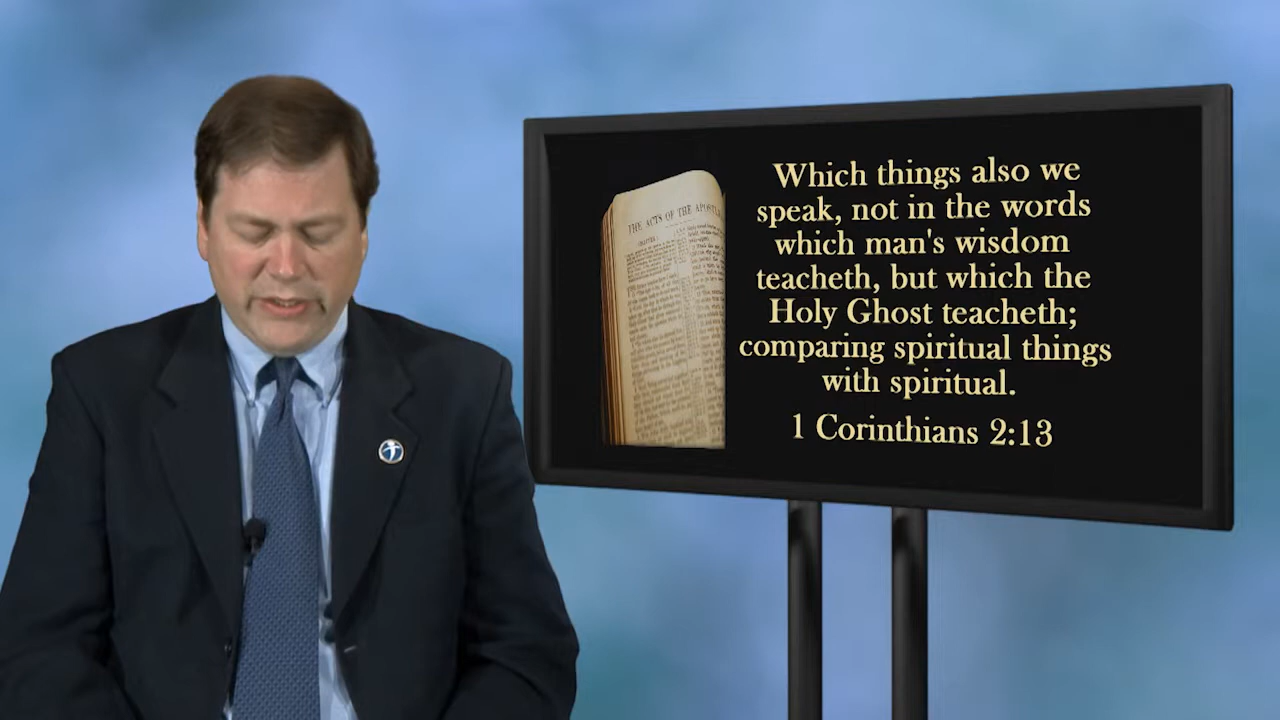 THE ACTS OF THE APOSTLES
Which things also we
speak, not in the words
which man's wisdom
teacheth, but which the
Holy Ghost teacheth;
comparing spiritual things
with spiritual.
1 Corinthians 2:13